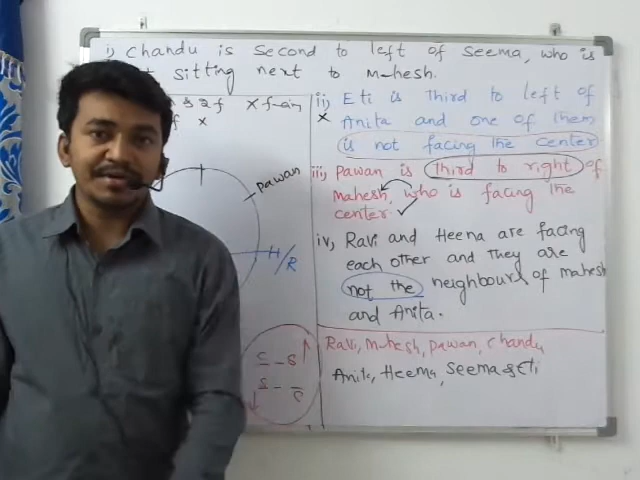 i) chandu is Second to left of Seema, who is
sitting next to Mahesh.
ii) Eti is Third to left of
x
Anita and one of them
is not facing the center
iii) pawan is Third to right of
Mahesh, who is facing the
center
iv, Ravi and Heena are facing
each other and they are
not the neighbours of mahesh
and Anita.
Ravi, Mahesh, pawan, chandu
Anita, Heema, Seema & Eti
x
pawan
H/R